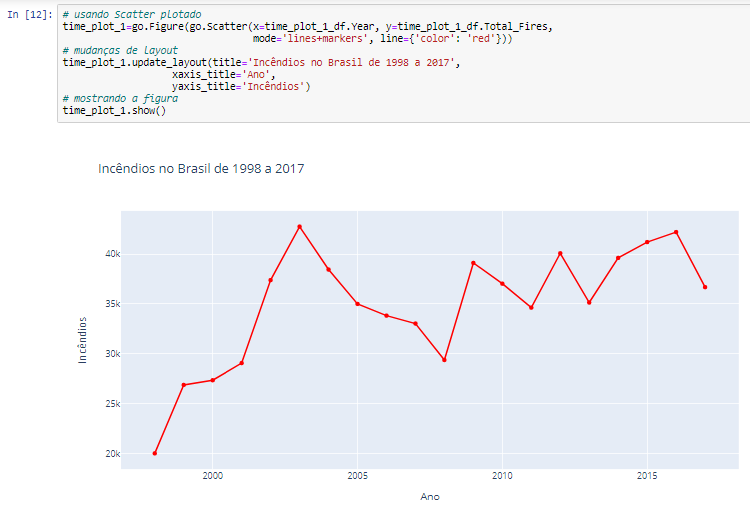 In [12]: # usando Scatter plotado
time_plot_1=go.Figure(go.Scatter(x=time_plot_1_df.Year, y=time_plot_1_df.Total_Fires,
mode='lines+markers', line={'color': 'red'}))
# mudanças de layout
time_plot_1.update_layout(title='Incêndios no Brasil de 1998 a 2017',
xaxis_title='Ano',
yaxis_title='Incêndios')
# mostrando a figura
time_plot_1.show()
Incêndios no Brasil de 1998 a 2017
Incêndios
40k
35k
30k
25k
20k
2000 2005 2010 2015
Ano